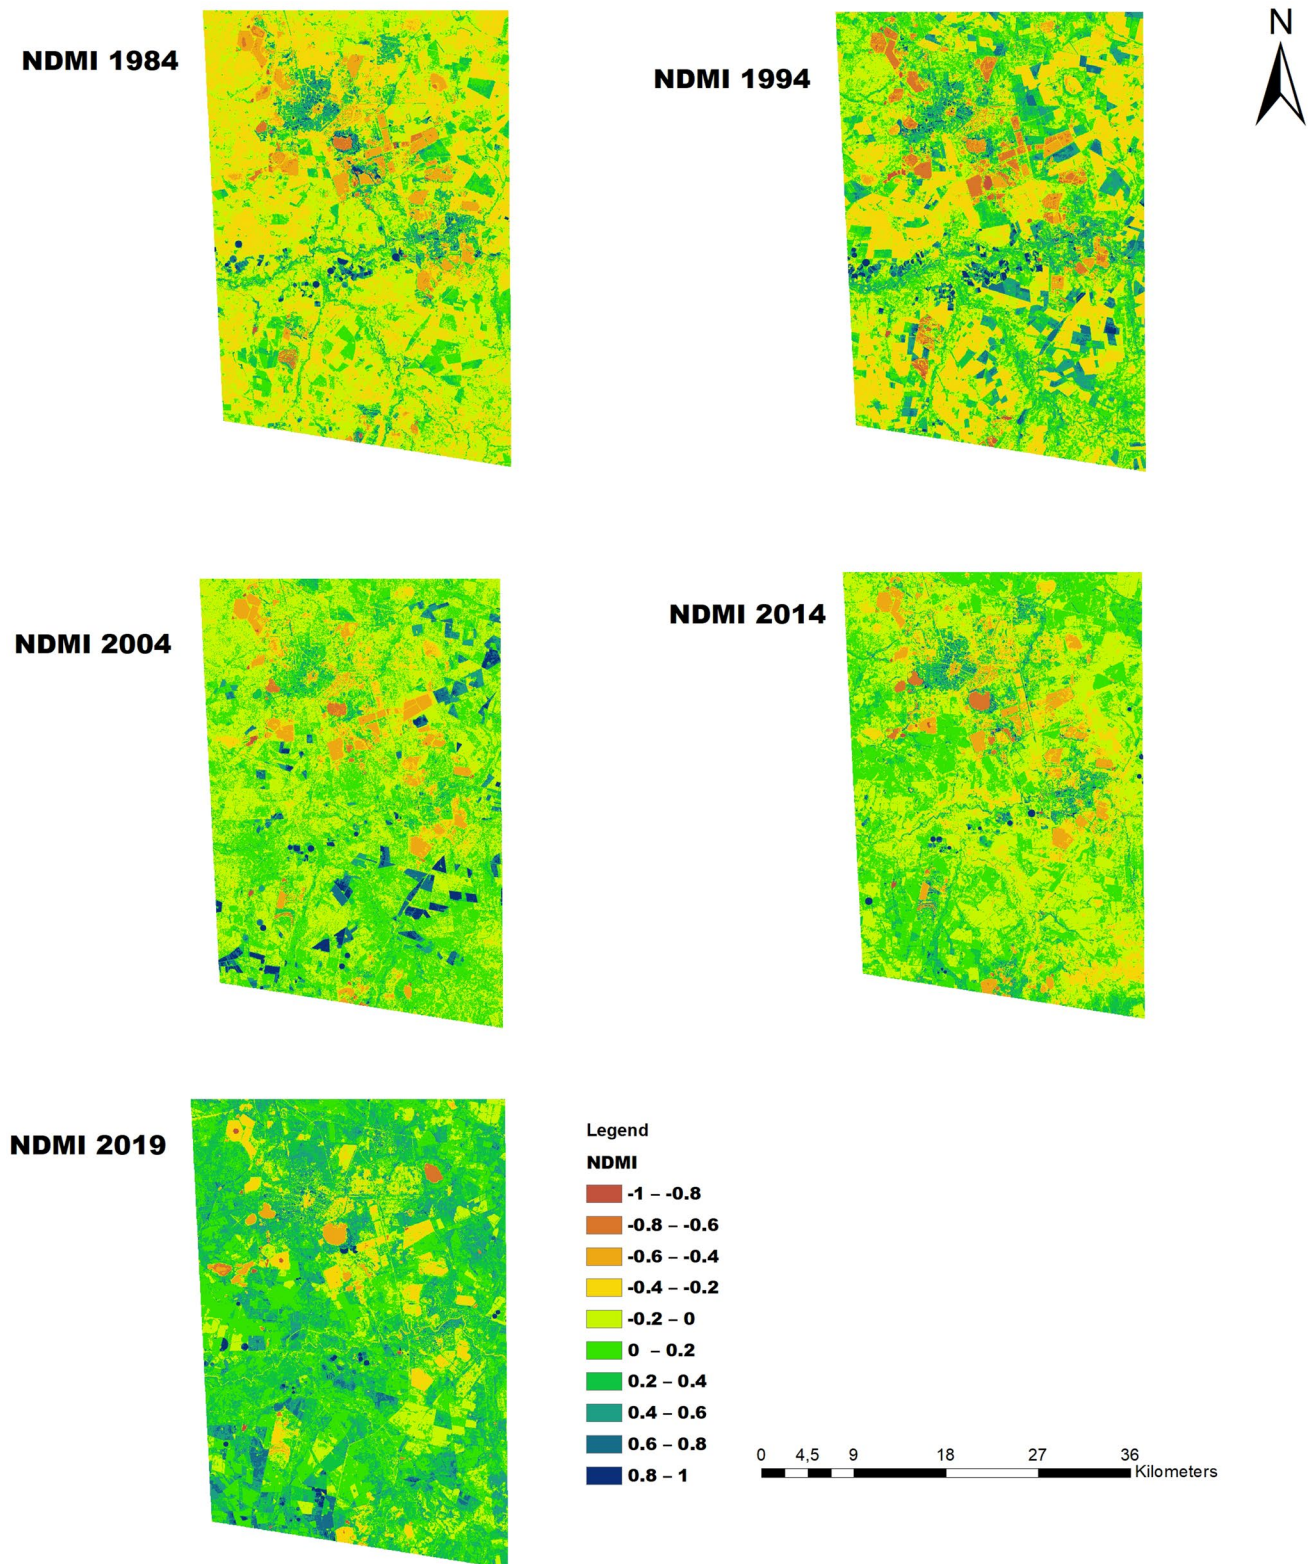 N
NDMI 1984
NDMI 1994
NDMI 2004
NDMI 2014
NDMI 2019
Legend
NDMI
-1 – -0.8
-0.8 – -0.6
-0.6 – -0.4
-0.4 – -0.2
-0.2 – 0
0 – 0.2
0.2 – 0.4
0.4 – 0.6
0.6 – 0.8
0.8 – 1
0 4,5 9 18 27 36
Kilometers